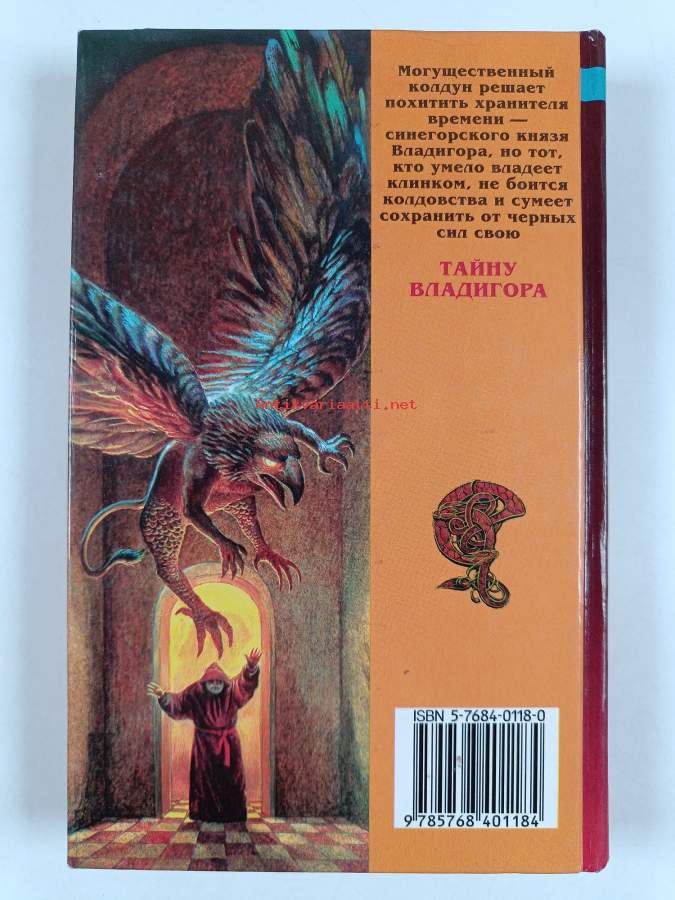 Могущественный
колдун решает
похитить хранителя
времени —
синегорского князя
Владигора, но тот,
кто умело владеет
клинком, не боится
колдовства и сумеет
сохранить от черных
сил свою
ТАЙНУ
ВЛАДИГОРА
Antikvariaatti.net
ISBN 5-7684-0118-0
9 785768 401184